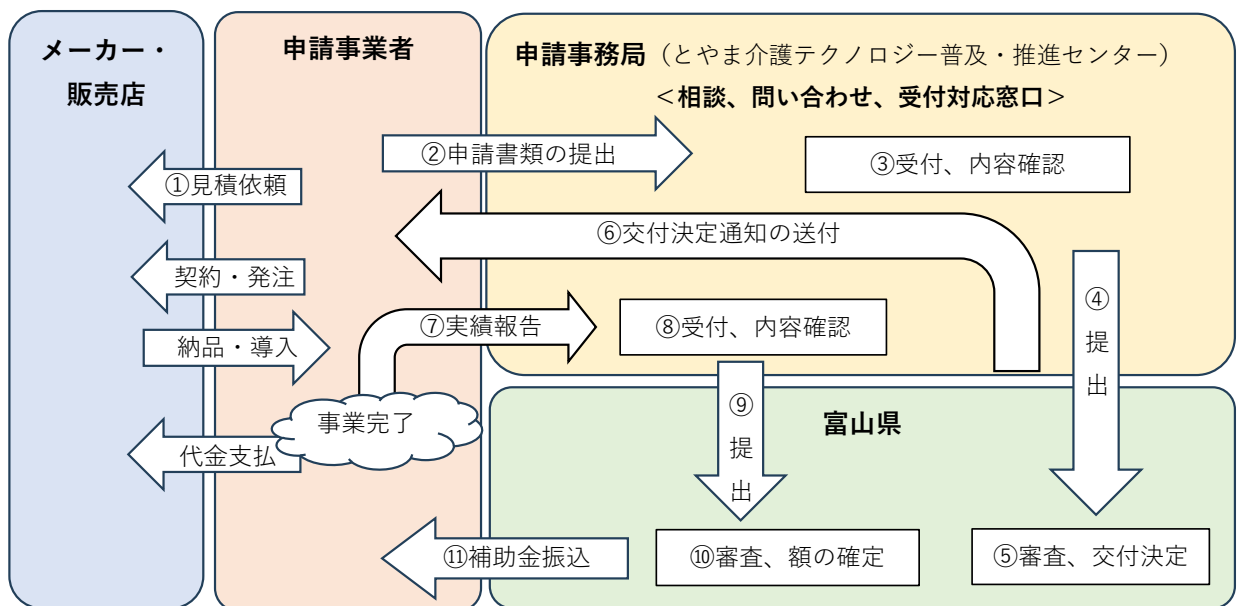 メーカー・
販売店
申請事業者
申請事務局（とやま介護テクノロジー普及・推進センター）
＜相談、問い合わせ、受付対応窓口＞
②申請書類の提出
③受付、内容確認
①見積依頼
⑥交付決定通知の送付
契約・発注
④
提
出
⑦実績報告
⑧受付、内容確認
納品・導入
⑨
提
出
事業完了
富山県
代金支払
⑪補助金振込
⑩審査、額の確定
⑤審査、交付決定